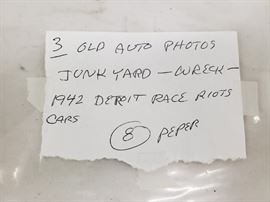 3 OLD AUTO PHOTOS
JUNK YARD - WRECK -
1942 DETROIT RACE RIOTS
CARS
8 PEPER